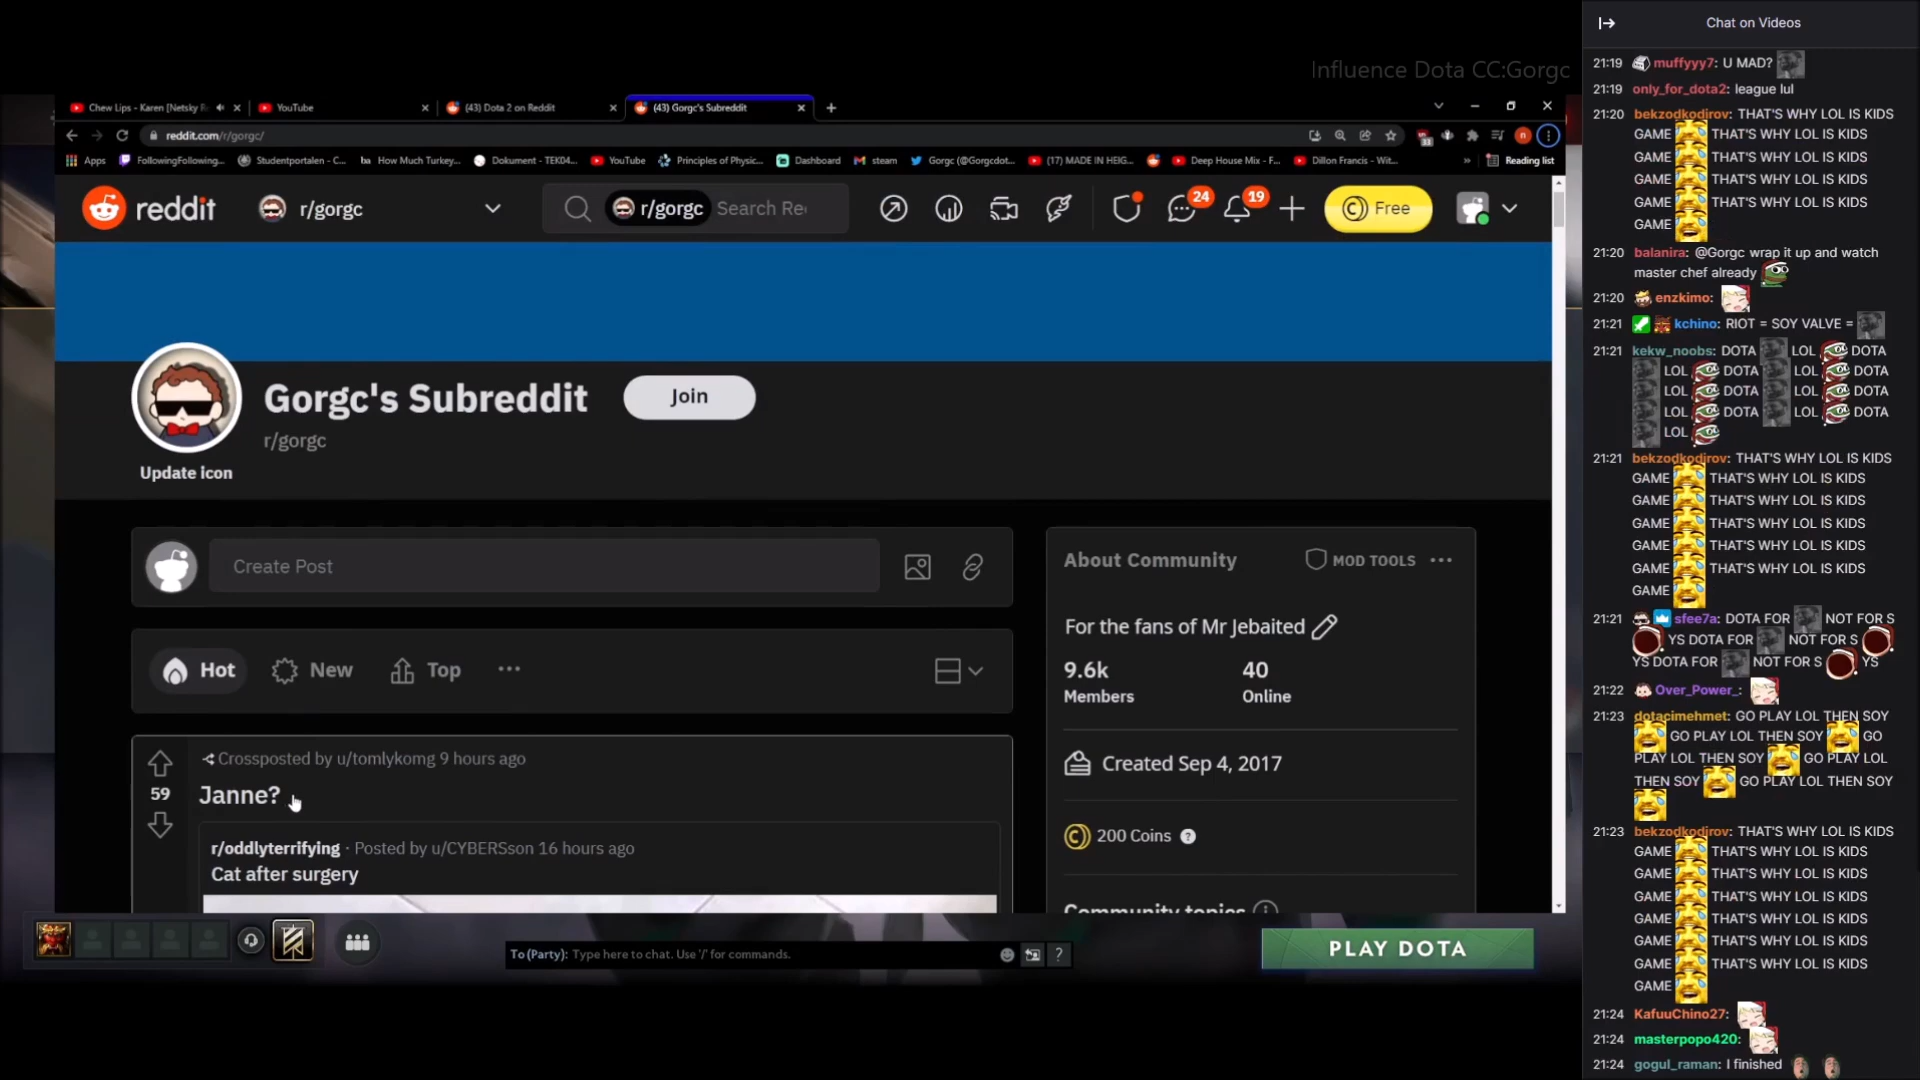 Influence Dota CC:Gorgc
Chew Lips - Karen [Netsky R
YouTube
(43) Dota 2 on Reddit
(43) Gorgc's Subreddit
reddit.com/r/gorgc/
Apps
FollowingFollowing...
Studentportalen - C...
ba How Much Turkey...
Dokument - TEK04...
YouTube
Principles of Physic...
Dashboard
steam
Gorgc (@Gorgcdot...
(17) MADE IN HEIG...
Deep House Mix - F...
Dillon Francis - Wit...
»
Reading list
reddit
r/gorgc
r/gorgc
24
19
Free
Gorgc's Subreddit
Join
r/gorgc
Update icon
Create Post
Hot
New
Top
...
59
Crossposted by u/tomlykomg 9 hours ago
Janne?
r/oddlyterrifying · Posted by u/CYBERSson 16 hours ago
Cat after surgery
About Community
MOD TOOLS
...
For the fans of Mr Jebaited
9.6k
Members
40
Online
Created Sep 4, 2017
200 Coins
?
Community topics
To (Party): Type here to chat. Use '/' for commands.
?
PLAY DOTA
Chat on Videos
21:19 muffyyy7: U MAD?
21:19 only_for_dota2: league lul
21:20 bekzodkodirov: THAT'S WHY LOL IS KIDS
GAME THAT'S WHY LOL IS KIDS
GAME THAT'S WHY LOL IS KIDS
GAME THAT'S WHY LOL IS KIDS
GAME THAT'S WHY LOL IS KIDS
GAME
21:20 balanira: @Gorgc wrap it up and watch
master chef already
21:20 enzkimo:
21:21 kchino: RIOT = SOY VALVE =
21:21 kekw_noobs: DOTA LOL DOTA
LOL DOTA LOL DOTA
LOL DOTA LOL DOTA
LOL DOTA LOL DOTA
LOL
21:21 bekzodkodirov: THAT'S WHY LOL IS KIDS
GAME THAT'S WHY LOL IS KIDS
GAME THAT'S WHY LOL IS KIDS
GAME THAT'S WHY LOL IS KIDS
GAME THAT'S WHY LOL IS KIDS
GAME THAT'S WHY LOL IS KIDS
GAME
21:21 sfee7a: DOTA FOR NOT FOR S
YS DOTA FOR NOT FOR S
YS DOTA FOR NOT FOR S YS
21:22 Over_Power_:
21:23 dotacimehmet: GO PLAY LOL THEN SOY
GO PLAY LOL THEN SOY GO
PLAY LOL THEN SOY GO PLAY LOL
THEN SOY GO PLAY LOL THEN SOY
21:23 bekzodkodirov: THAT'S WHY LOL IS KIDS
GAME THAT'S WHY LOL IS KIDS
GAME THAT'S WHY LOL IS KIDS
GAME THAT'S WHY LOL IS KIDS
GAME THAT'S WHY LOL IS KIDS
GAME THAT'S WHY LOL IS KIDS
GAME THAT'S WHY LOL IS KIDS
GAME
21:24 KafuuChino27:
21:24 masterpopo420:
21:24 gogul_raman: I finished